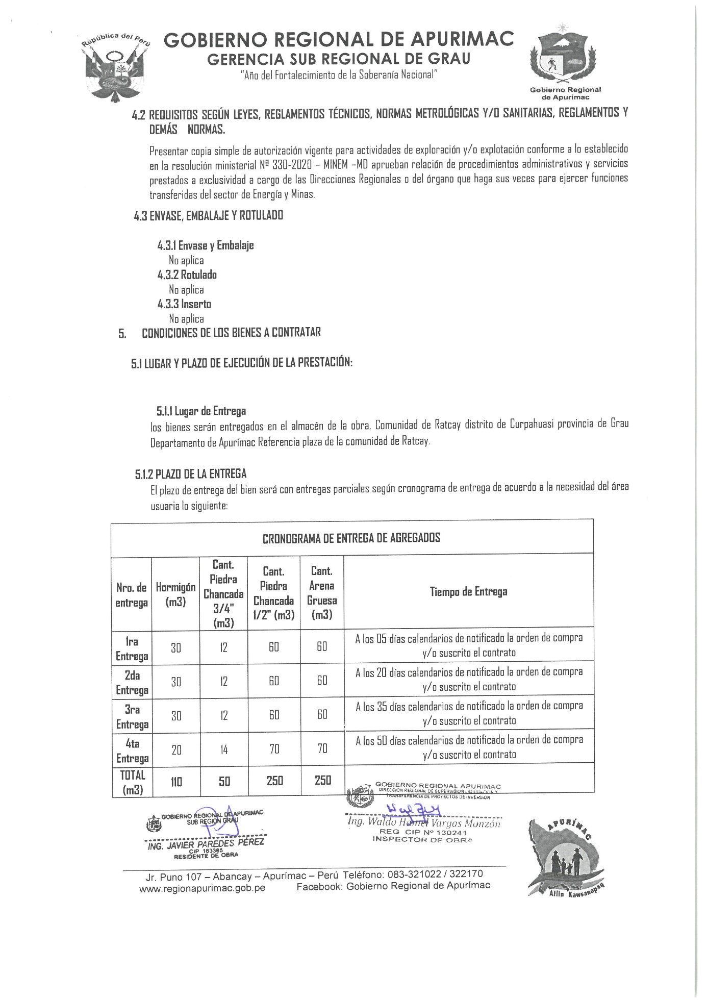 República del Perú
GOBIERNO REGIONAL DE APURIMAC
GERENCIA SUB REGIONAL DE GRAU
"Año del Fortalecimiento de la Soberanía Nacional"
Gobierno Regional
de Apurímac
4.2 REQUISITOS SEGÚN LEYES, REGLAMENTOS TÉCNICOS, NORMAS METROLÓGICAS Y/O SANITARIAS, REGLAMENTOS Y
DEMÁS NORMAS.
Presentar copia simple de autorización vigente para actividades de exploración y/o explotación conforme a lo establecido
en la resolución ministerial Nª 330-2020 – MINEM –MD aprueban relación de procedimientos administrativos y servicios
prestados a exclusividad a cargo de las Direcciones Regionales o del órgano que haga sus veces para ejercer funciones
transferidas del sector de Energía y Minas.
4.3 ENVASE, EMBALAJE Y ROTULADO
4.3.1 Envase y Embalaje
No aplica
4.3.2 Rotulado
No aplica
4.3.3 Inserto
No aplica
5. CONDICIONES DE LOS BIENES A CONTRATAR
5.1 LUGAR Y PLAZO DE EJECUCIÓN DE LA PRESTACIÓN:
5.1.1 Lugar de Entrega
los bienes serán entregados en el almacén de la obra, Comunidad de Ratcay distrito de Curpahuasi provincia de Grau
Departamento de Apurímac Referencia plaza de la comunidad de Ratcay.
5.1.2 PLAZO DE LA ENTREGA
El plazo de entrega del bien será con entregas parciales según cronograma de entrega de acuerdo a la necesidad del área
usuaria lo siguiente:
CRONOGRAMA DE ENTREGA DE AGREGADOS
Nro. de entrega Hormigón (m3) Cant. Piedra Chancada 3/4" (m3) Cant. Piedra Chancada 1/2" (m3) Cant. Arena Gruesa (m3) Tiempo de Entrega
1ra Entrega 30 12 60 60 A los 05 días calendarios de notificado la orden de compra y/o suscrito el contrato
2da Entrega 30 12 60 60 A los 20 días calendarios de notificado la orden de compra y/o suscrito el contrato
3ra Entrega 30 12 60 60 A los 35 días calendarios de notificado la orden de compra y/o suscrito el contrato
4ta Entrega 20 14 70 70 A los 50 días calendarios de notificado la orden de compra y/o suscrito el contrato
TOTAL (m3) 110 50 250 250
GOBIERNO REGIONAL APURIMAC
DIRECCION REGIONAL DE SUPERVISION LIQUIDACION Y
TRANSFERENCIA DE PROYECTOS DE INVERSION
Ing. Waldo Hamel Vargas Monzón
REG CIP Nº 130241
INSPECTOR DE OBRA
GOBIERNO REGIONAL DE APURIMAC
SUB REGION GRAU
ING. JAVIER PAREDES PÉREZ
CIP 163385
RESIDENTE DE OBRA
APURÍMAC
Allin Kawsanapaq
Jr. Puno 107 – Abancay – Apurímac – Perú Teléfono: 083-321022 / 322170
www.regionapurimac.gob.pe Facebook: Gobierno Regional de Apurímac